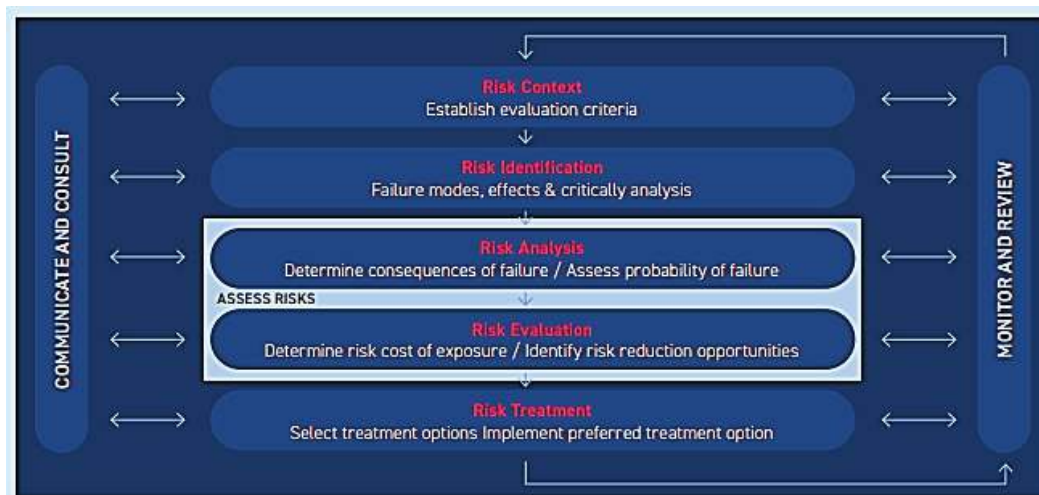 Risk Context
Establish evaluation criteria
Risk Identification
Failure modes, effects & critically analysis
Risk Analysis
Determine consequences of failure / Assess probability of failure
ASSESS RISKS
Risk Evaluation
Determine risk cost of exposure / Identify risk reduction opportunities
Risk Treatment
Select treatment options Implement preferred treatment option
COMMUNICATE AND CONSULT
MONITOR AND REVIEW